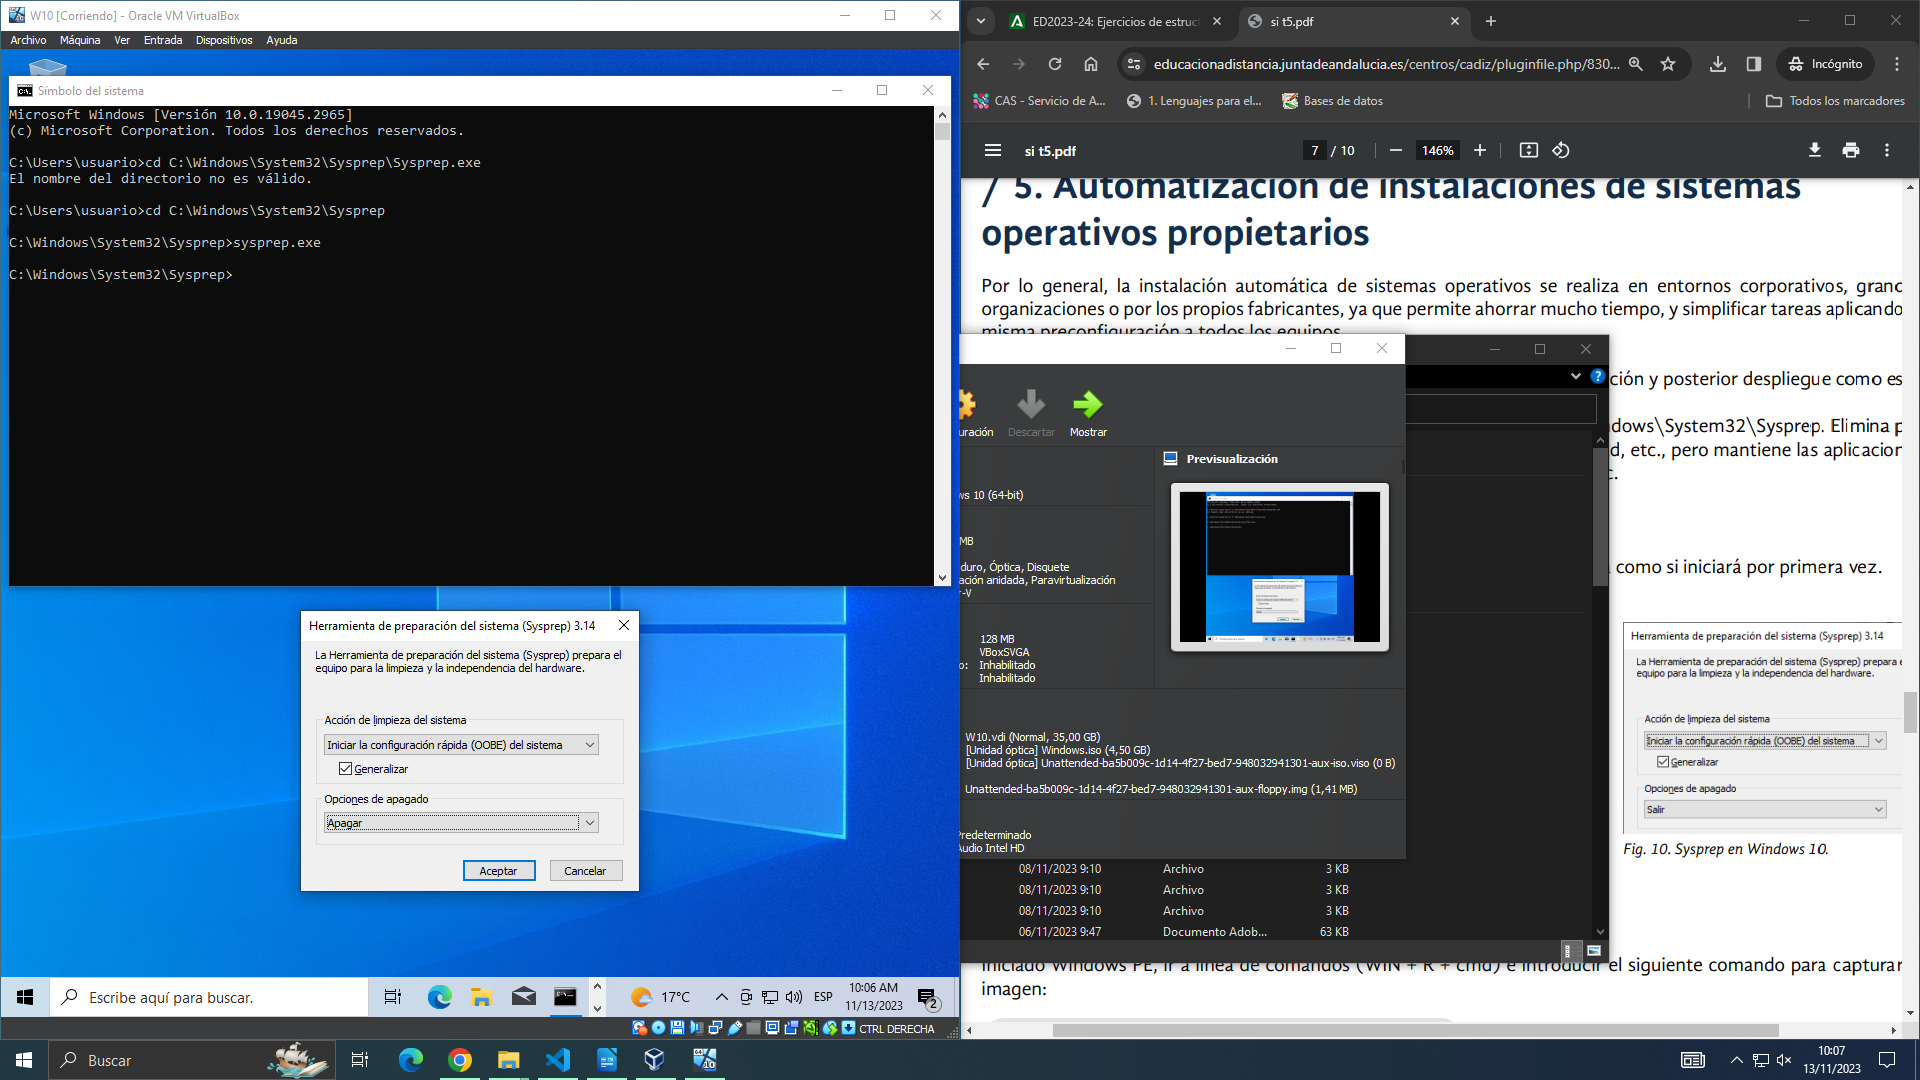 W10 [Corriendo] - Oracle VM VirtualBox
Archivo Máquina Ver Entrada Dispositivos Ayuda
Símbolo del sistema
Microsoft Windows [Versión 10.0.19045.2965]
(c) Microsoft Corporation. Todos los derechos reservados.
C:\Users\usuario>cd C:\Windows\System32\Sysprep\Sysprep.exe
El nombre del directorio no es válido.
C:\Users\usuario>cd C:\Windows\System32\Sysprep
C:\Windows\System32\Sysprep>sysprep.exe
C:\Windows\System32\Sysprep>
Herramienta de preparación del sistema (Sysprep) 3.14
La Herramienta de preparación del sistema (Sysprep) prepara el
equipo para la limpieza y la independencia del hardware.
Acción de limpieza del sistema
Iniciar la configuración rápida (OOBE) del sistema
Generalizar
Opciones de apagado
Apagar
Aceptar
Cancelar
Escribe aquí para buscar.
17°C
ESP
10:06 AM
11/13/2023
2
CTRL DERECHA
ED2023-24: Ejercicios de estruct
si t5.pdf
educacionadistancia.juntadeandalucia.es/centros/cadiz/pluginfile.php/830...
Incógnito
CAS - Servicio de A...
1. Lenguajes para el...
Bases de datos
Todos los marcadores
si t5.pdf
7 / 10
146%
/ 5. Automatización de instalaciones de sistemas
operativos propietarios
Por lo general, la instalación automática de sistemas operativos se realiza en entornos corporativos, granc
organizaciones o por los propios fabricantes, ya que permite ahorrar mucho tiempo, y simplificar tareas aplicando
misma preconfiguración a todos los equipos.
ción y posterior despliegue como es
dows\System32\Sysprep. Elimina p
d, etc., pero mantiene las aplicacion
c.
como si iniciará por primera vez.
Herramienta de preparación del sistema (Sysprep) 3.14
La Herramienta de preparación del sistema (Sysprep) prepara e
equipo para la limpieza y la independencia del hardware.
Acción de limpieza del sistema
Iniciar la configuración rápida (OOBE) del sistema
Generalizar
Opciones de apagado
Salir
Fig. 10. Sysprep en Windows 10.
Iniciado Windows PE, ir a línea de comandos (WIN + R + cmd) e introducir el siguiente comando para capturar
imagen:
uración
Descartar
Mostrar
Previsualización
ws 10 (64-bit)
MB
duro, Óptica, Disquete
ación anidada, Paravirtualización
r-V
128 MB
VBoxSVGA
o: Inhabilitado
Inhabilitado
W10.vdi (Normal, 35,00 GB)
[Unidad óptica] Windows.iso (4,50 GB)
[Unidad óptica] Unattended-ba5b009c-1d14-4f27-bed7-948032941301-aux-iso.viso (0 B)
Unattended-ba5b009c-1d14-4f27-bed7-948032941301-aux-floppy.img (1,41 MB)
Predeterminado
Audio Intel HD
08/11/2023 9:10 Archivo 3 KB
08/11/2023 9:10 Archivo 3 KB
08/11/2023 9:10 Archivo 3 KB
06/11/2023 9:47 Documento Adob... 63 KB
Buscar
10:07
13/11/2023